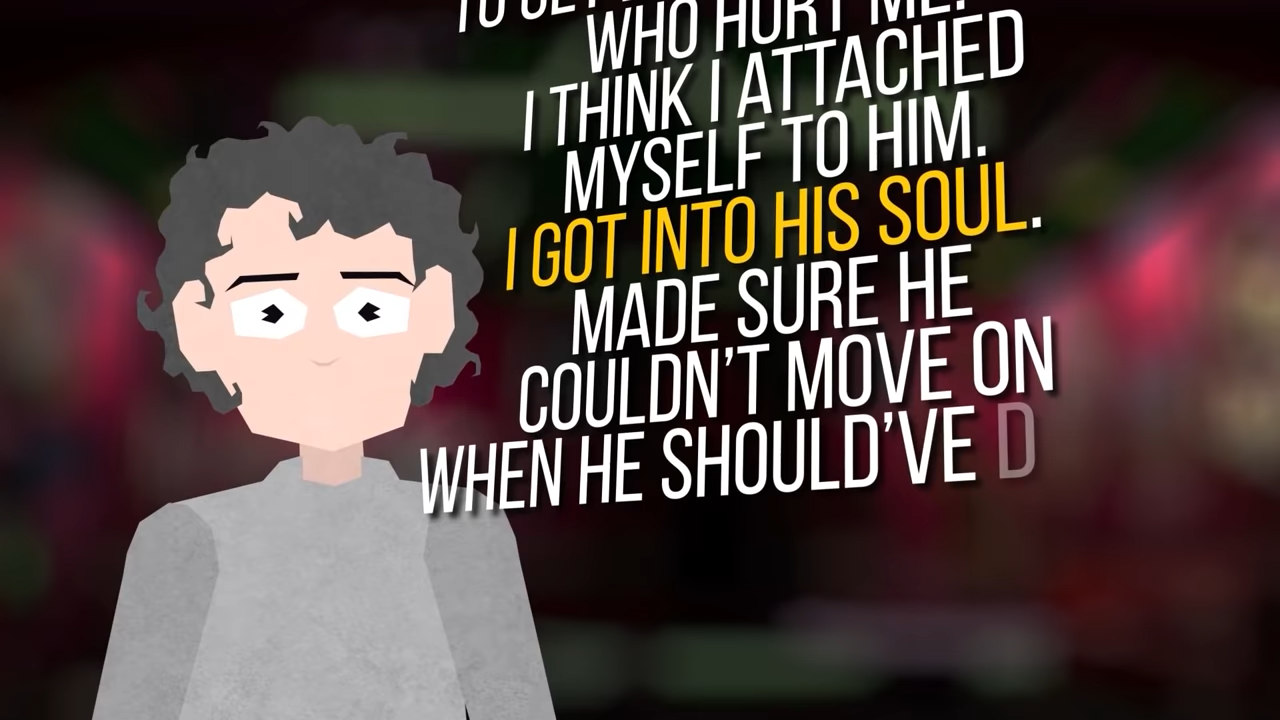 TO
WHO HURT ME.
I THINK I ATTACHED
MYSELF TO HIM.
I GOT INTO HIS SOUL.
MADE SURE HE
COULDN'T MOVE ON
WHEN HE SHOULD'VE D